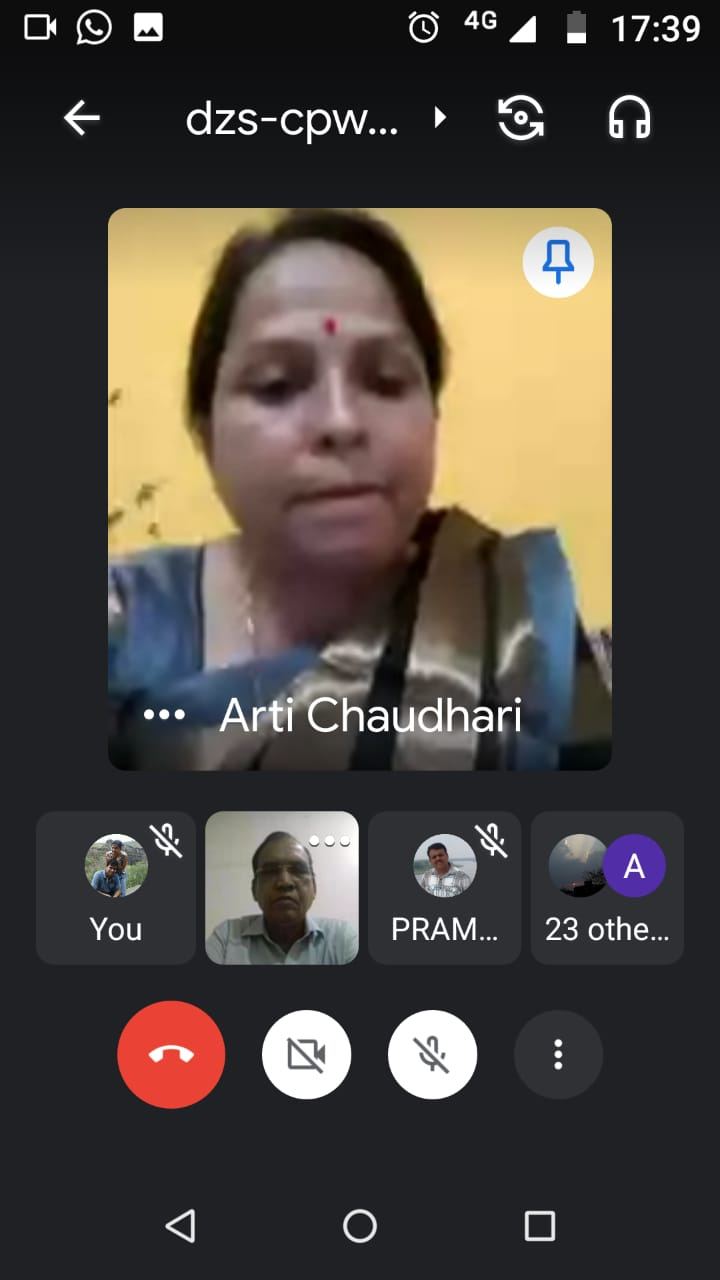 4G 17:39
dzs-cpw...
Arti Chaudhari
You
PRAM...
A
23 othe...